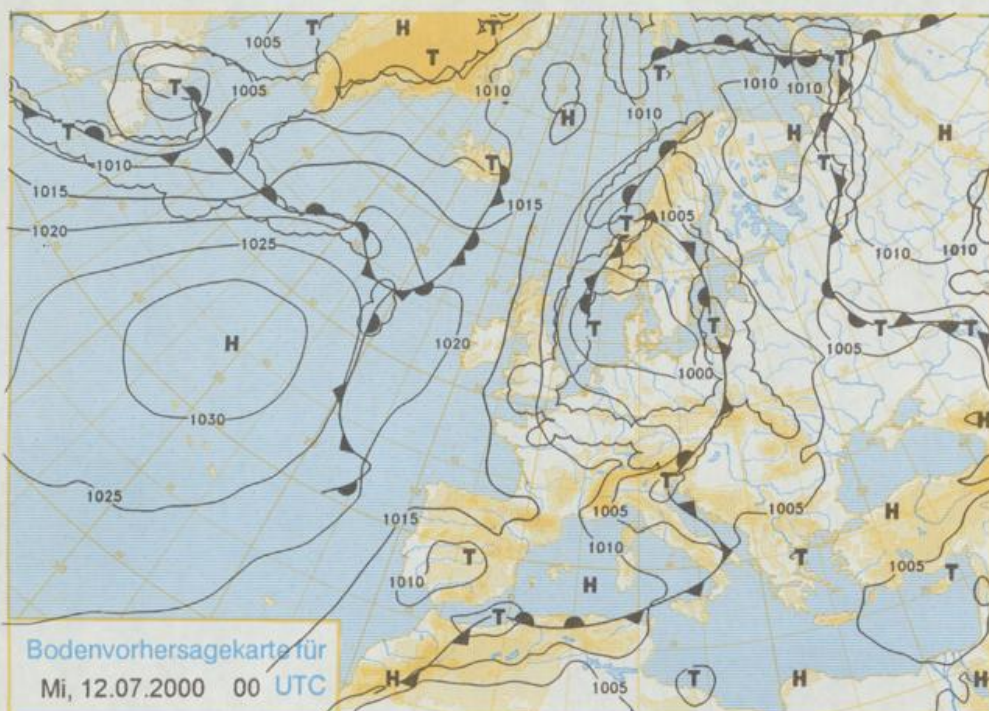 1005 T H T T
1005 T 1010 T 1010 T
T H 1010 1010 H H
1010 T T
1015 1015
1020 T 1005 1010 1010
1025
H 1020 T T T T
1005
1000
1030 H
1025 T
1015 1005 1005 H
T 1010 T 1005 T
1010 H
T
Bodenvorhersagekarte für
Mi, 12.07.2000 00 UTC
H 1005 T H H